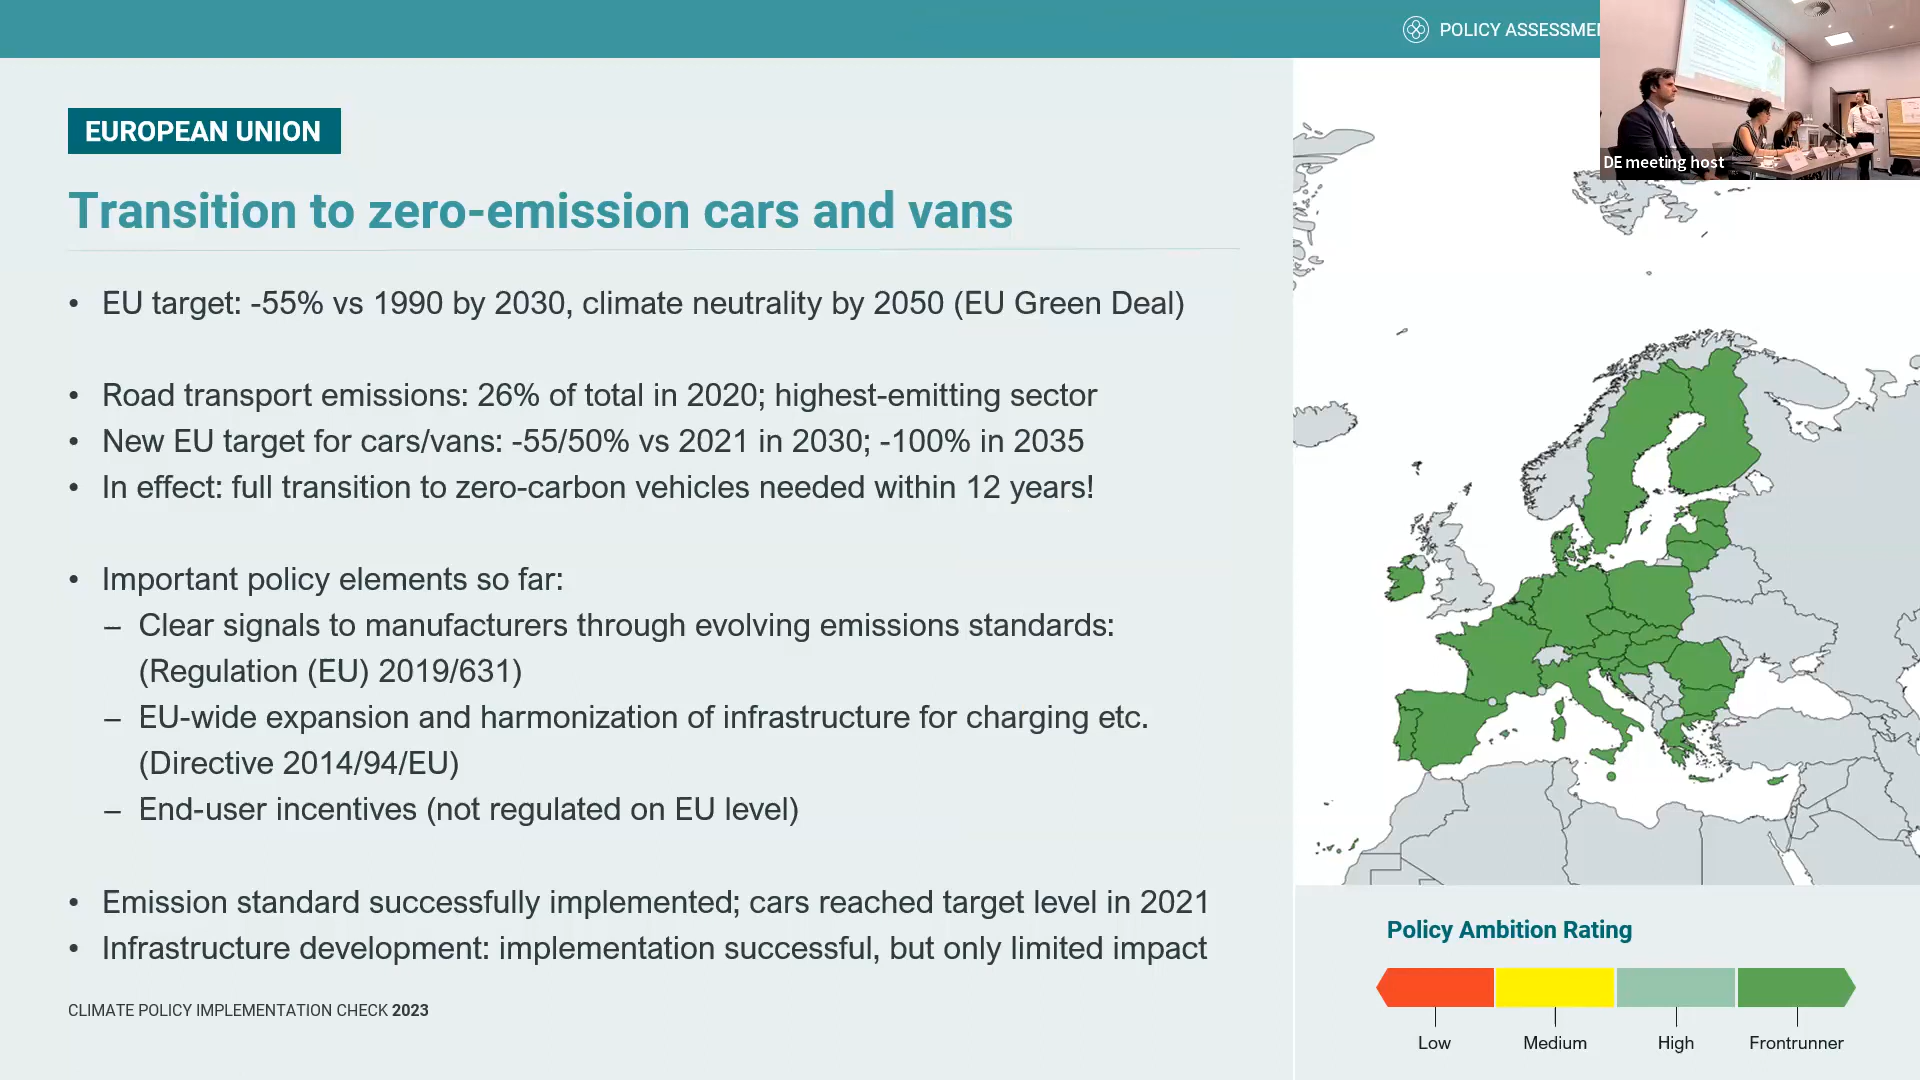 POLICY ASSESSMEN
DE meeting host
EUROPEAN UNION
Transition to zero-emission cars and vans
• EU target: -55% vs 1990 by 2030, climate neutrality by 2050 (EU Green Deal)
• Road transport emissions: 26% of total in 2020; highest-emitting sector
• New EU target for cars/vans: -55/50% vs 2021 in 2030; -100% in 2035
• In effect: full transition to zero-carbon vehicles needed within 12 years!
• Important policy elements so far:
– Clear signals to manufacturers through evolving emissions standards:
(Regulation (EU) 2019/631)
– EU-wide expansion and harmonization of infrastructure for charging etc.
(Directive 2014/94/EU)
– End-user incentives (not regulated on EU level)
• Emission standard successfully implemented; cars reached target level in 2021
• Infrastructure development: implementation successful, but only limited impact
CLIMATE POLICY IMPLEMENTATION CHECK 2023
Policy Ambition Rating
Low
Medium
High
Frontrunner